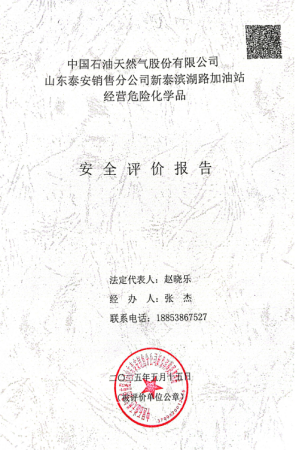 中国石油天然气股份有限公司
山东泰安销售分公司新泰滨湖路加油站
经营危险化学品
安全评价报告
法定代表人：赵晓乐
经办人：张杰
联系电话：18853867527
二〇二五年五月十五日
（被评价单位公章）